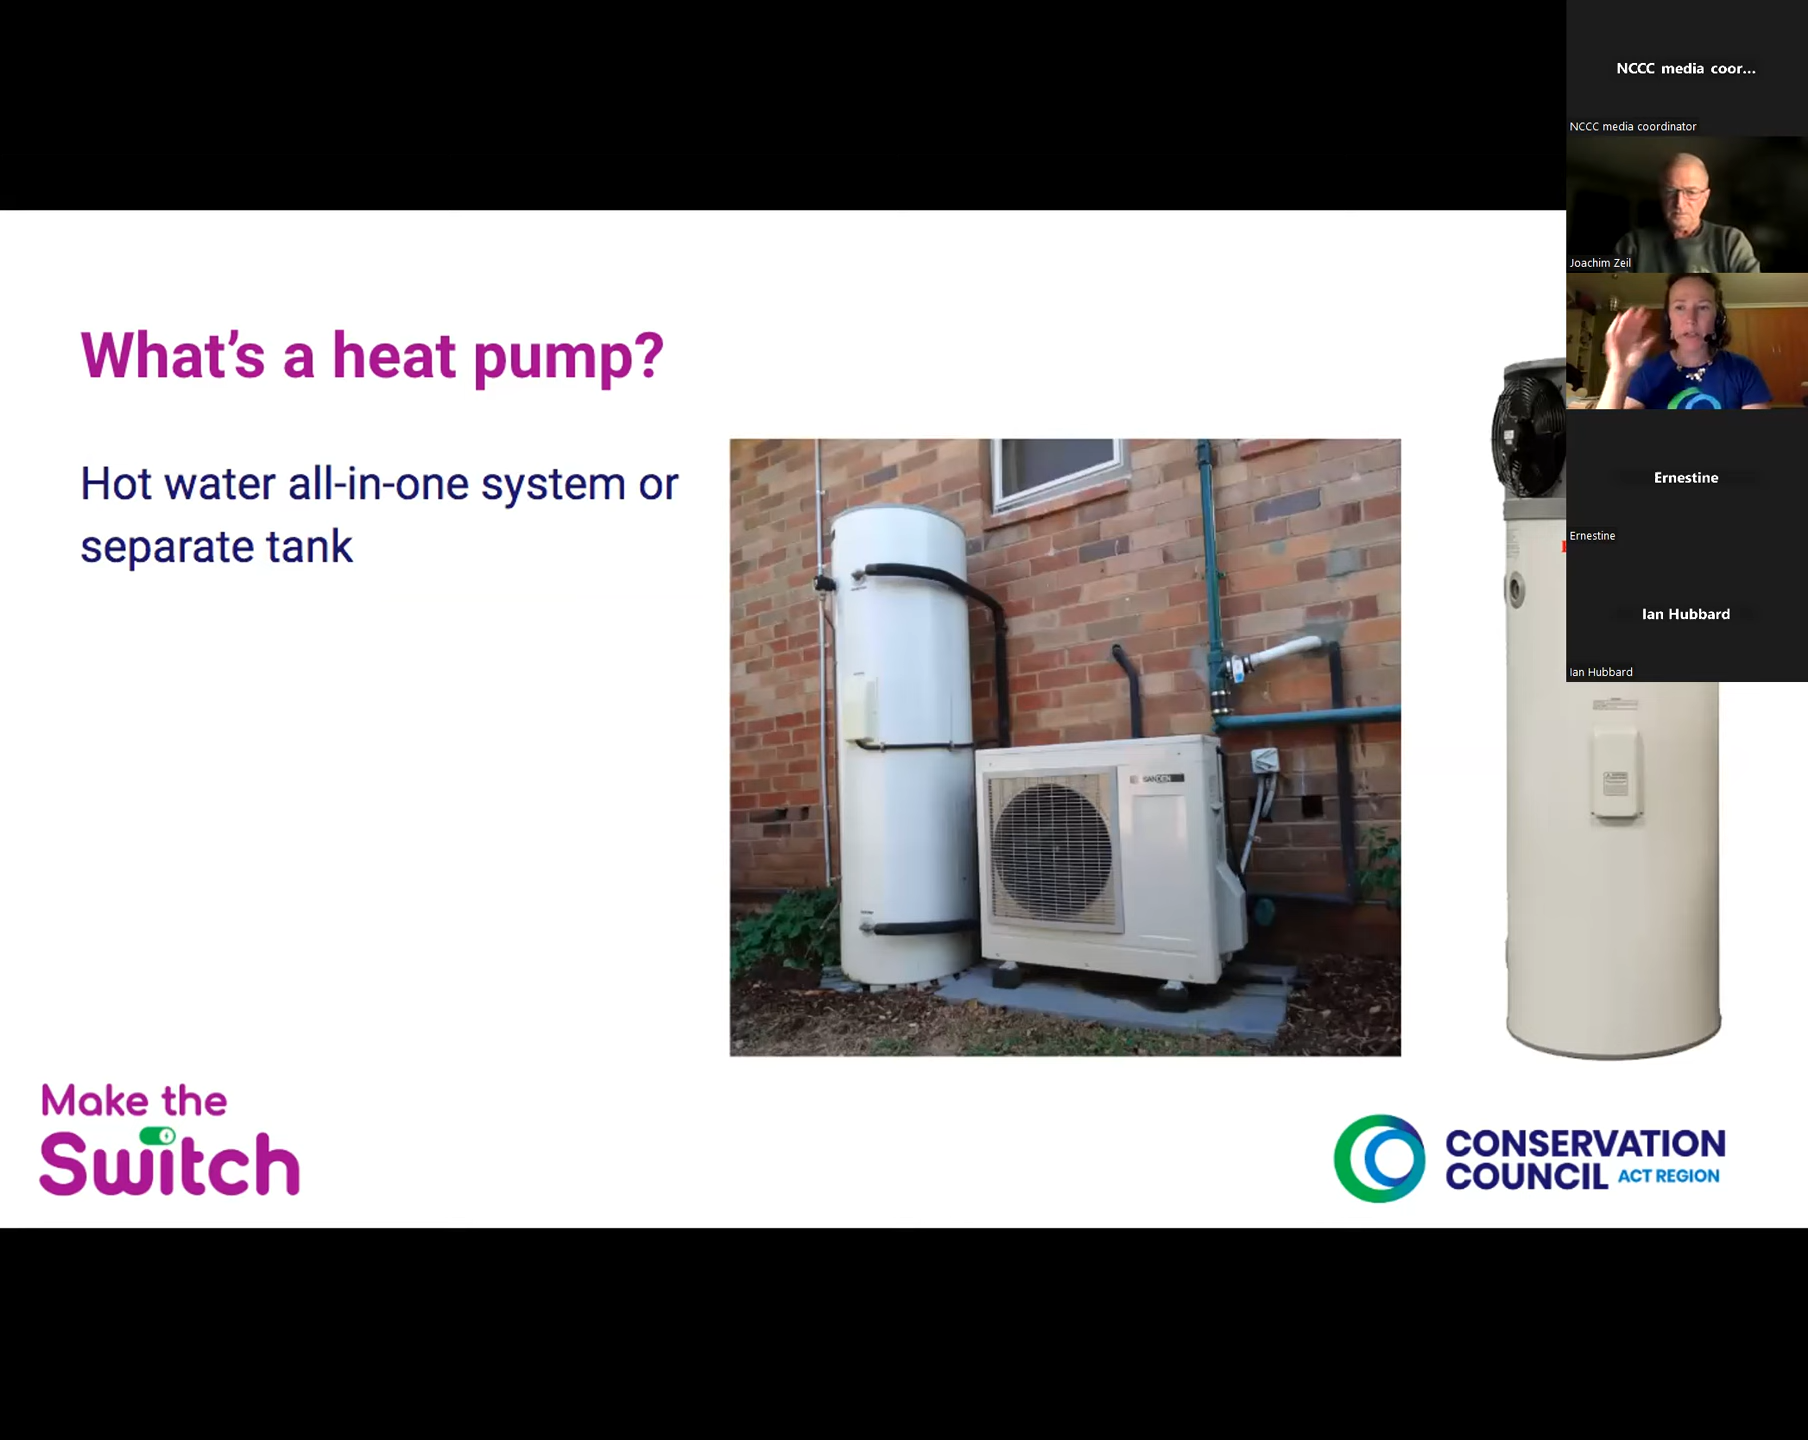 NCCC media coor...
NCCC media coordinator
Joachim Zeil
What's a heat pump?
Hot water all-in-one system or
separate tank
Ernestine
Ernestine
Ian Hubbard
Ian Hubbard
SANDEN
Make the
Switch
CONSERVATION
COUNCIL ACT REGION